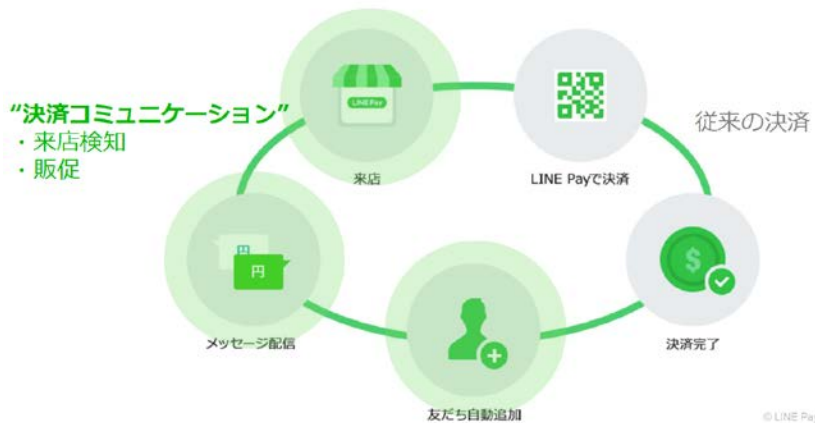 “決済コミュニケーション”
・来店検知
・販促
LINE Pay
来店
LINE Payで決済
従来の決済
円
円
メッセージ配信
$
決済完了
友だち自動追加
© LINE Pay